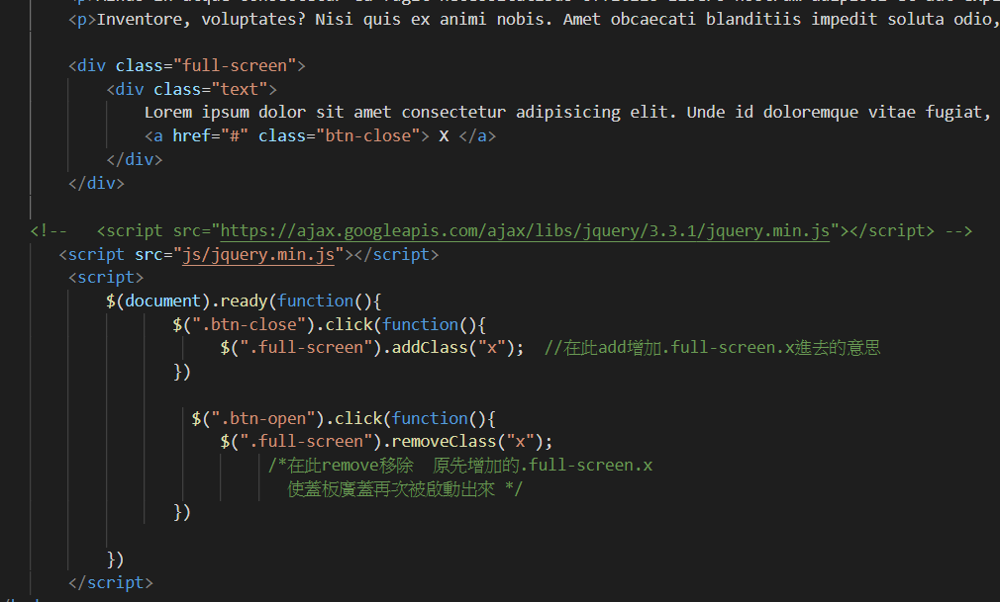 <p>Inventore, voluptates? Nisi quis ex animi nobis. Amet obcaecati blanditiis impedit soluta odio,
<div class="full-screen">
<div class="text">
Lorem ipsum dolor sit amet consectetur adipisicing elit. Unde id doloremque vitae fugiat,
<a href="#" class="btn-close"> X </a>
</div>
</div>
<!-- <script src="https://ajax.googleapis.com/ajax/libs/jquery/3.3.1/jquery.min.js"></script> -->
<script src="js/jquery.min.js"></script>
<script>
$(document).ready(function(){
$(".btn-close").click(function(){
$(".full-screen").addClass("x"); //在此add增加.full-screen.x進去的意思
})
$(".btn-open").click(function(){
$(".full-screen").removeClass("x");
/*在此remove移除 原先增加的.full-screen.x
使蓋板廣蓋再次被啟動出來 */
})
})
</script>